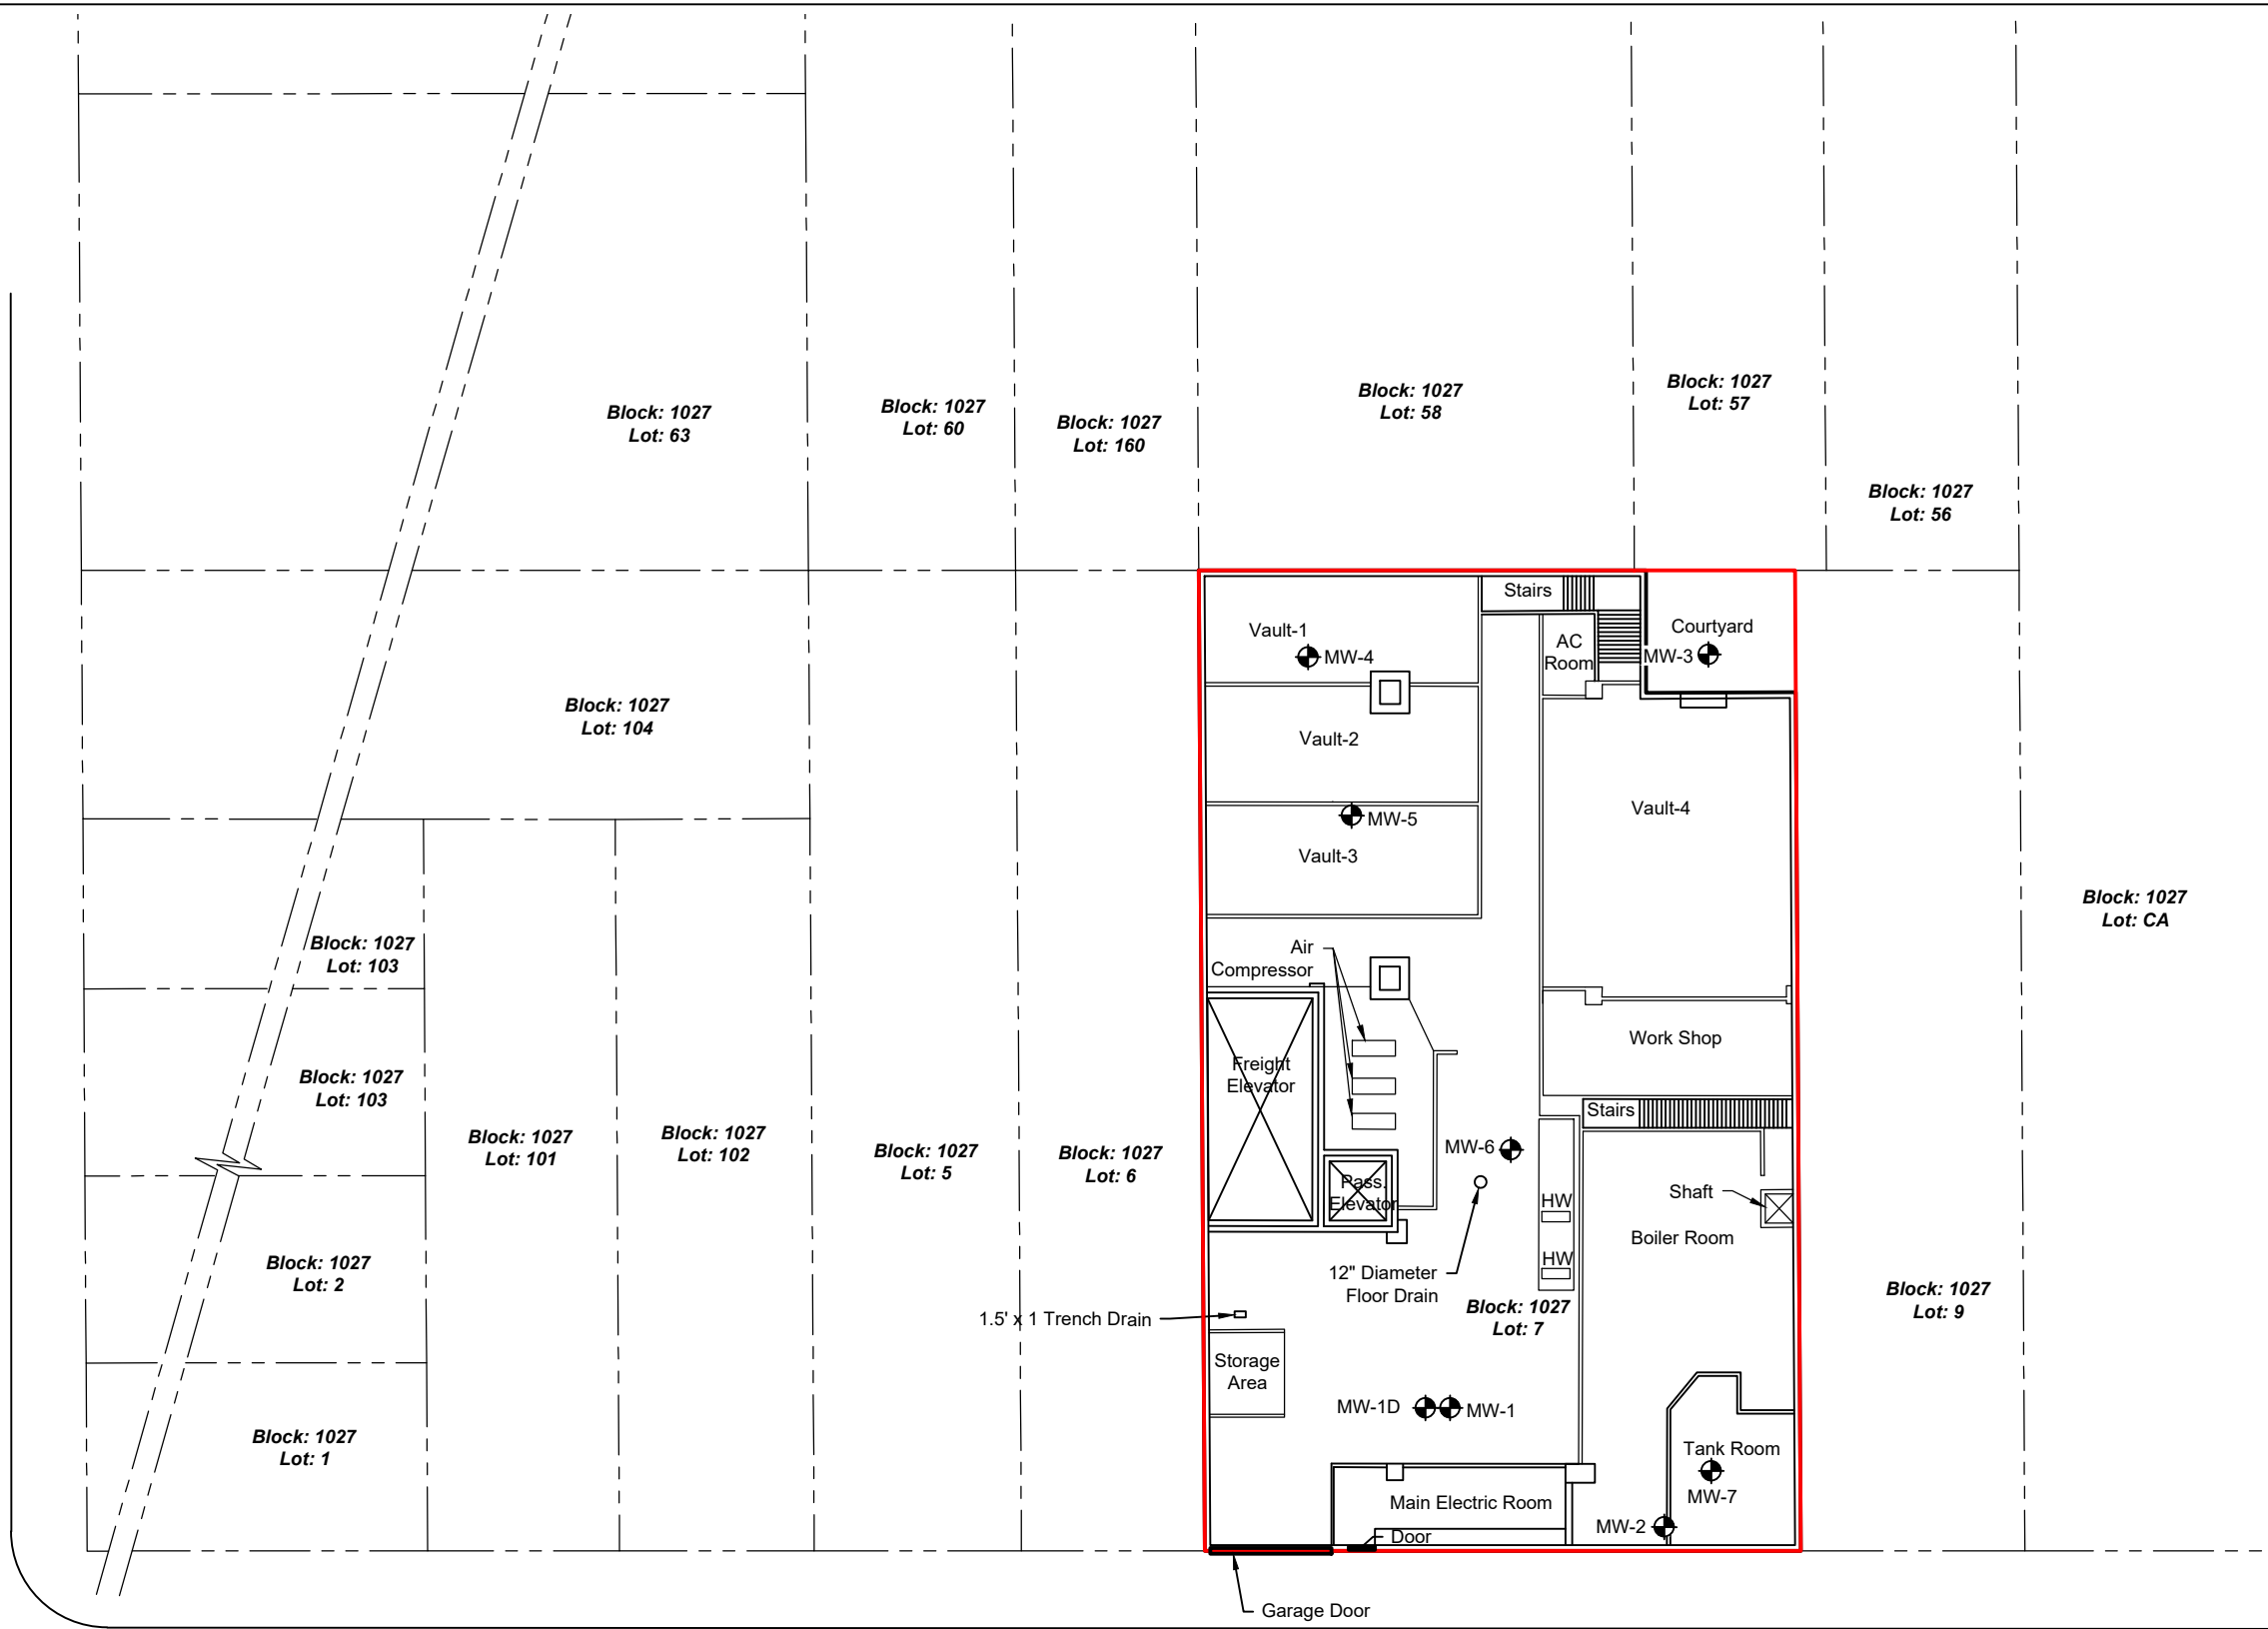 Block: 1027
Lot: 63
Block: 1027
Lot: 60
Block: 1027
Lot: 160
Block: 1027
Lot: 58
Block: 1027
Lot: 57
Block: 1027
Lot: 56
Block: 1027
Lot: 104
Block: 1027
Lot: 103
Block: 1027
Lot: 103
Block: 1027
Lot: 101
Block: 1027
Lot: 102
Block: 1027
Lot: 5
Block: 1027
Lot: 6
Block: 1027
Lot: 2
Block: 1027
Lot: 1
Stairs
Vault-1
MW-4
AC
Room
Courtyard
MW-3
Vault-2
MW-5
Vault-3
Vault-4
Air
Compressor
Freight
Elevator
Work Shop
Stairs
MW-6
Pass.
Elevator
HW
HW
Shaft
Boiler Room
12" Diameter
Floor Drain
Block: 1027
Lot: 7
1.5' x 1 Trench Drain
Storage
Area
MW-1D
MW-1
Tank Room
MW-7
Main Electric Room
MW-2
Door
Garage Door
Block: 1027
Lot: CA
Block: 1027
Lot: 9